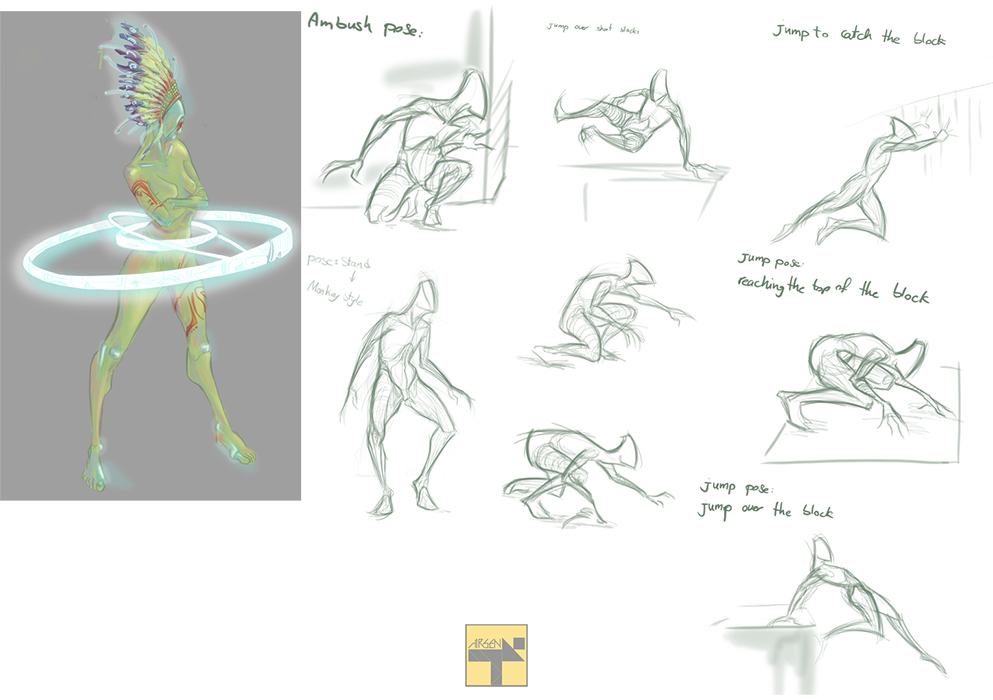 Ambush pose:
jump over short blocks
Jump to catch the block
pose: Stand
Monkey style
jump pose:
reaching the top of the block
jump pose:
jump over the block
AIRGEN